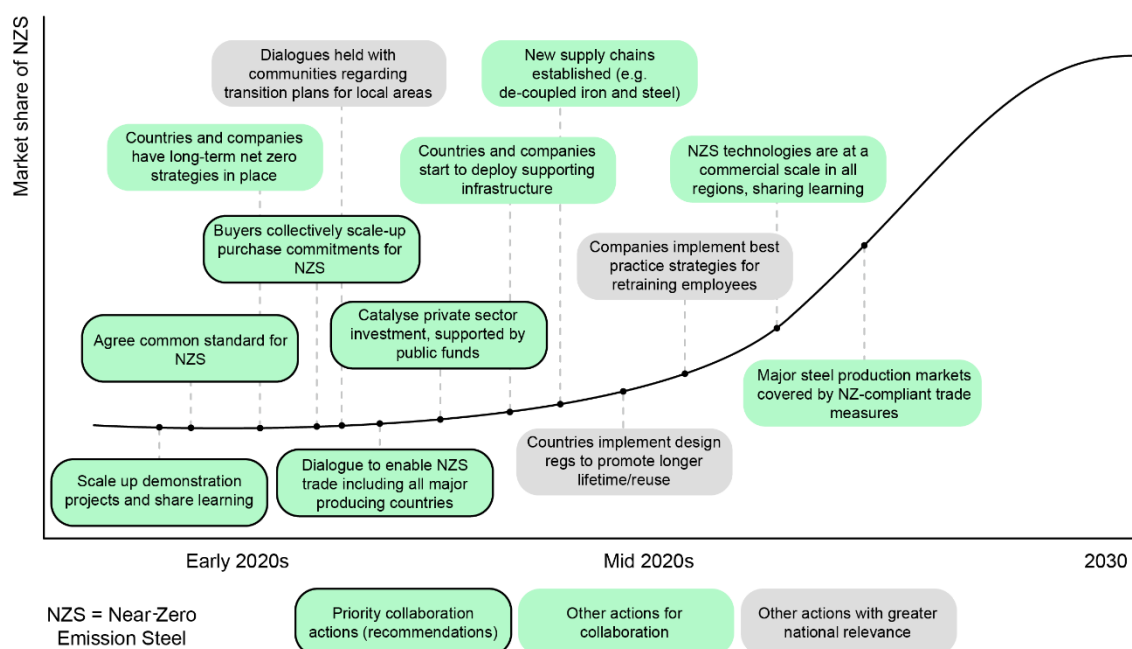 Market share of NZS
Dialogues held with
communities regarding
transition plans for local areas
New supply chains
established (e.g.
de-coupled iron and steel)
Countries and companies
have long-term net zero
strategies in place
Countries and companies
start to deploy supporting
infrastructure
NZS technologies are at a
commercial scale in all
regions, sharing learning
Buyers collectively scale-up
purchase commitments for
NZS
Companies implement best
practice strategies for
retraining employees
Agree common standard for
NZS
Catalyse private sector
investment, supported by
public funds
Major steel production markets
covered by NZ-compliant trade
measures
Scale up demonstration
projects and share learning
Dialogue to enable NZS
trade including all major
producing countries
Countries implement design
regs to promote longer
lifetime/reuse
Early 2020s
Mid 2020s
2030
NZS = Near-Zero
Emission Steel
Priority collaboration
actions (recommendations)
Other actions for
collaboration
Other actions with greater
national relevance